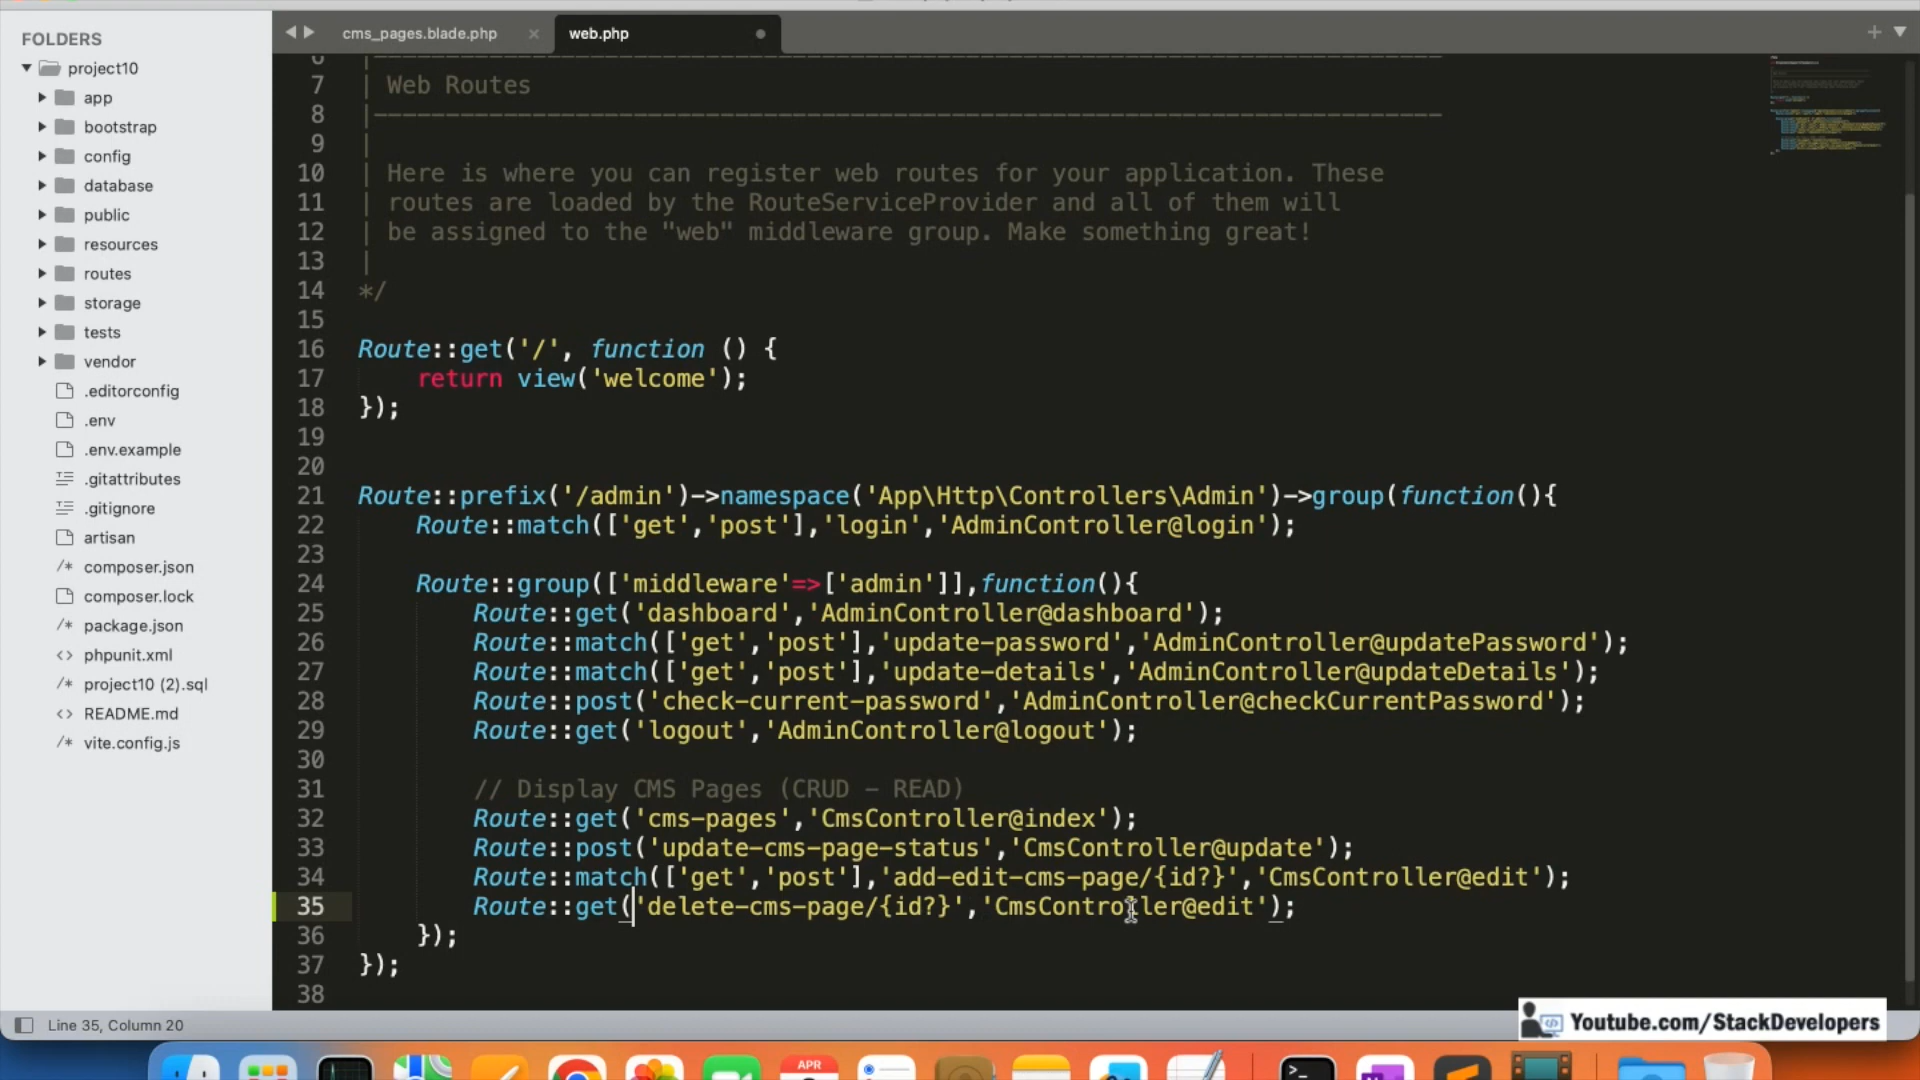 FOLDERS
project10
app
bootstrap
config
database
public
resources
routes
storage
tests
vendor
.editorconfig
.env
.env.example
.gitattributes
.gitignore
artisan
composer.json
composer.lock
package.json
phpunit.xml
project10 (2).sql
README.md
vite.config.js
cms_pages.blade.php
web.php
6
7 | Web Routes
8
9 |
10 | Here is where you can register web routes for your application. These
11 | routes are loaded by the RouteServiceProvider and all of them will
12 | be assigned to the "web" middleware group. Make something great!
13 |
14 */
15
16 Route::get('/', function () {
17 return view('welcome');
18 });
19
20
21 Route::prefix('/admin')->namespace('App\Http\Controllers\Admin')->group(function(){
22 Route::match(['get','post'],'login','AdminController@login');
23
24 Route::group(['middleware'=>['admin']],function(){
25 Route::get('dashboard','AdminController@dashboard');
26 Route::match(['get','post'],'update-password','AdminController@updatePassword');
27 Route::match(['get','post'],'update-details','AdminController@updateDetails');
28 Route::post('check-current-password','AdminController@checkCurrentPassword');
29 Route::get('logout','AdminController@logout');
30
31 // Display CMS Pages (CRUD - READ)
32 Route::get('cms-pages','CmsController@index');
33 Route::post('update-cms-page-status','CmsController@update');
34 Route::match(['get','post'],'add-edit-cms-page/{id?}','CmsController@edit');
35 Route::get('delete-cms-page/{id?}','CmsController@edit');
36 });
37 });
38
Line 35, Column 20
Youtube.com/StackDevelopers
APR